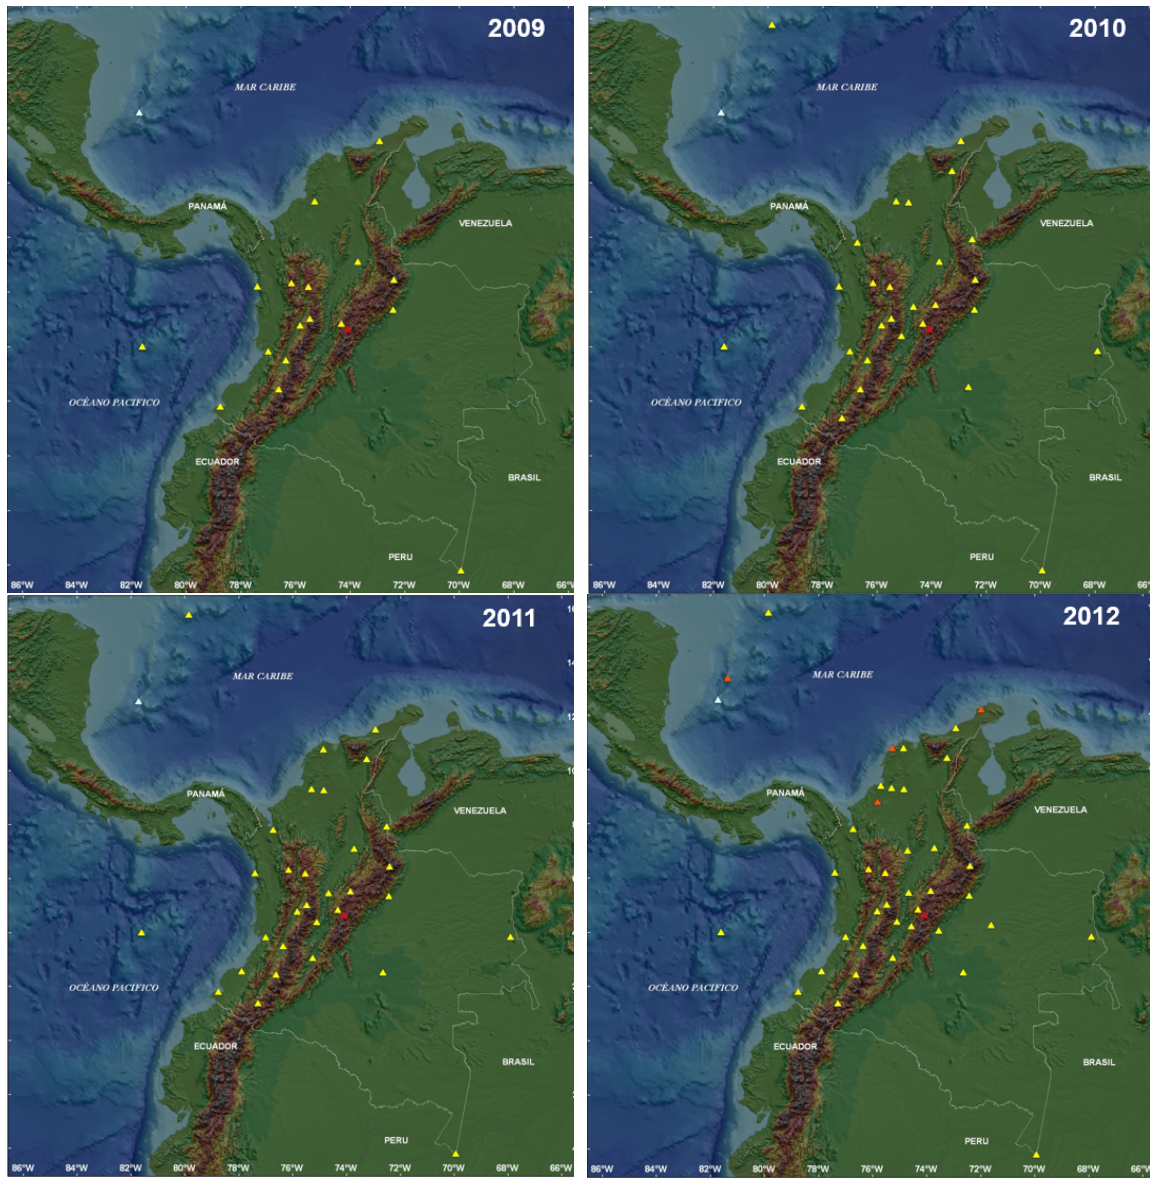 2009
MAR CARIBE
PANAMÁ
VENEZUELA
OCÉANO PACIFICO
ECUADOR
BRASIL
PERU
86°W 84°W 82°W 80°W 78°W 76°W 74°W 72°W 70°W 68°W 66°W
2010
MAR CARIBE
PANAMÁ
VENEZUELA
OCÉANO PACIFICO
ECUADOR
BRASIL
PERU
86°W 84°W 82°W 80°W 78°W 76°W 74°W 72°W 70°W 68°W
2011
MAR CARIBE
PANAMÁ
VENEZUELA
OCÉANO PACIFICO
ECUADOR
BRASIL
PERU
86°W 84°W 82°W 80°W 78°W 76°W 74°W 72°W 70°W 68°W 66°W
2012
MAR CARIBE
PANAMÁ
VENEZUELA
OCÉANO PACIFICO
ECUADOR
BRASIL
PERU
86°W 84°W 82°W 80°W 78°W 76°W 74°W 72°W 70°W 68°W